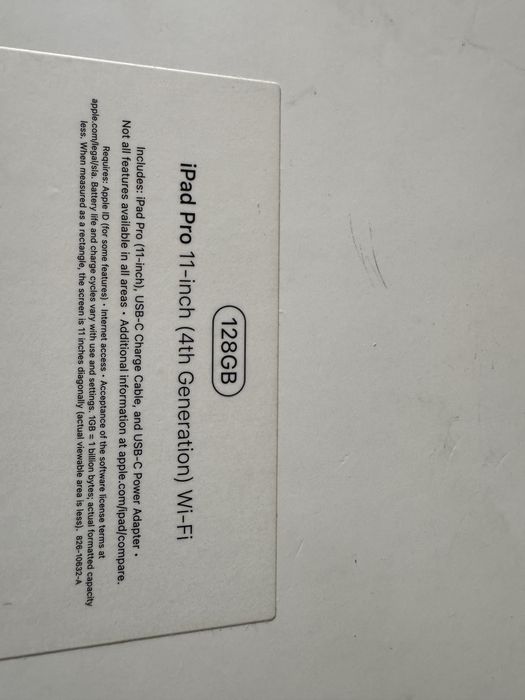 128GB
iPad Pro 11-inch (4th Generation) Wi-Fi
Includes: iPad Pro (11-inch), USB-C Charge Cable, and USB-C Power Adapter •
Not all features available in all areas • Additional information at apple.com/ipad/compare.
Requires: Apple ID (for some features) • Internet access • Acceptance of the software license terms at
apple.com/legal/sla. Battery life and charge cycles vary with use and settings. 1GB = 1 billion bytes; actual formatted capacity
less. When measured as a rectangle, the screen is 11 inches diagonally (actual viewable area is less). 826-10632-A